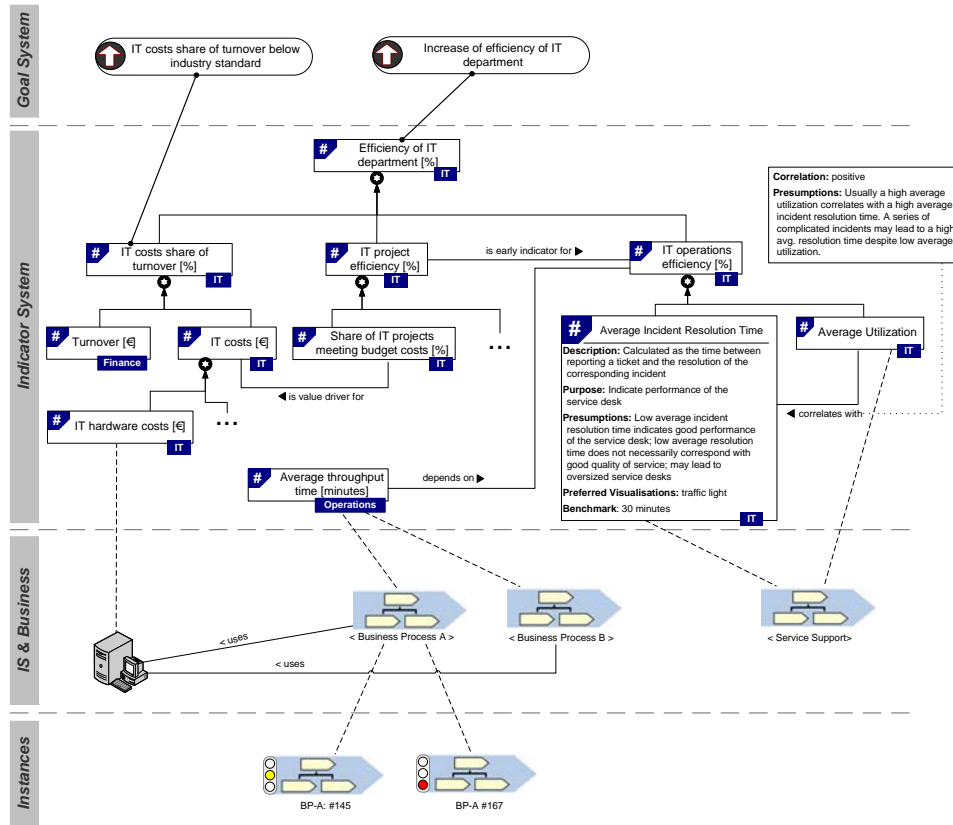 Goal System
IT costs share of turnover below
industry standard
Increase of efficiency of IT
department
Indicator System
#
Efficiency of IT
department [%]
IT
Correlation: positive
Presumptions: Usually a high average
utilization correlates with a high average
incident resolution time. A series of
complicated incidents may lead to a high
avg. resolution time despite low average
utilization.
#
IT costs share of
turnover [%]
IT
#
IT project
efficiency [%]
IT
is early indicator for
#
IT operations
efficiency [%]
IT
#
Turnover [€]
Finance
#
IT costs [€]
IT
#
Share of IT projects
meeting budget costs [%]
IT
...
#
Average Incident Resolution Time
Description: Calculated as the time between
reporting a ticket and the resolution of the
corresponding incident
Purpose: Indicate performance of the
service desk
Presumptions: Low average incident
resolution time indicates good performance
of the service desk; low average resolution
time does not necessarily correspond with
good quality of service; may lead to
oversized service desks
Preferred Visualisations: traffic light
Benchmark: 30 minutes
IT
#
Average Utilization
IT
is value driver for
correlates with
#
IT hardware costs [€]
IT
...
#
Average throughput
time [minutes]
Operations
depends on
IS & Business
< Business Process A >
< Business Process B >
< Service Support>
< uses
< uses
Instances
BP-A: #145
BP-A #167